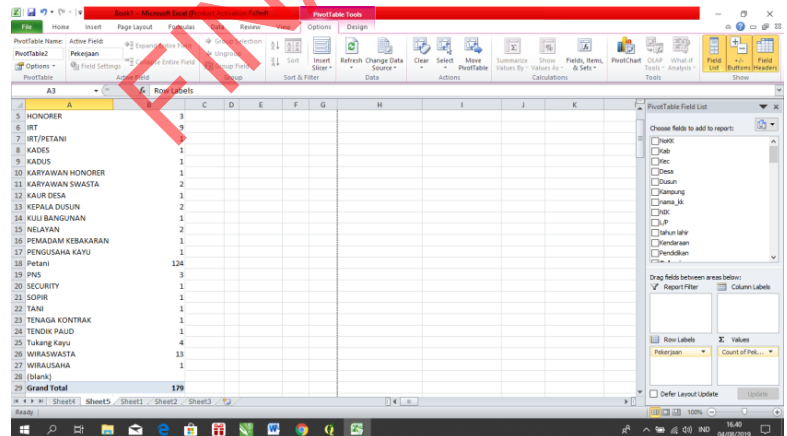 Book1 - Microsoft Excel (Product Activation Failed)
PivotTable Tools
File Home Insert Page Layout Formulas Data Review View Options Design
PivotTable Name: Active Field:
PivotTable2 Pekerjaan
Options Field Settings
Expand Entire Field
Collapse Entire Field
Group Selection
Ungroup
Group Field
Sort
Insert Slicer
Refresh
Change Data Source
Clear
Select
Move PivotTable
Summarize Values By
Show Values As
Fields, Items, & Sets
PivotChart
OLAP Tools
What-If Analysis
Field List
+/- Buttons
Field Headers
PivotTable Active Field Group Sort & Filter Data Actions Calculations Tools Show
A3 fx Row Labels
A B C D E F G H I J K
5 HONORER 3
6 IRT 9
7 IRT/PETANI
8 KADES 1
9 KADUS 1
10 KARYAWAN HONORER 1
11 KARYAWAN SWASTA 2
12 KAUR DESA 1
13 KEPALA DUSUN 2
14 KULI BANGUNAN 1
15 NELAYAN 2
16 PEMADAM KEBAKARAN 1
17 PENGUSAHA KAYU 1
18 Petani 124
19 PNS 3
20 SECURITY 1
21 SOPIR 1
22 TANI 1
23 TENAGA KONTRAK 1
24 TENDIK PAUD 1
25 Tukang Kayu 4
26 WIRASWASTA 13
27 WIRAUSAHA 1
28 (blank)
29 Grand Total 179
PivotTable Field List
Choose fields to add to report:
NoKK
Kab
Kec
Desa
Dusun
Kampung
nama_kk
NIK
L/P
tahun lahir
Kendaraan
Pendidikan
Drag fields between areas below:
Report Filter Column Labels
Row Labels Σ Values
Pekerjaan Count of Pek...
Defer Layout Update Update
Sheet4 Sheet5 Sheet1 Sheet2 Sheet3
Ready 100%
IND
16.40
04/08/2019